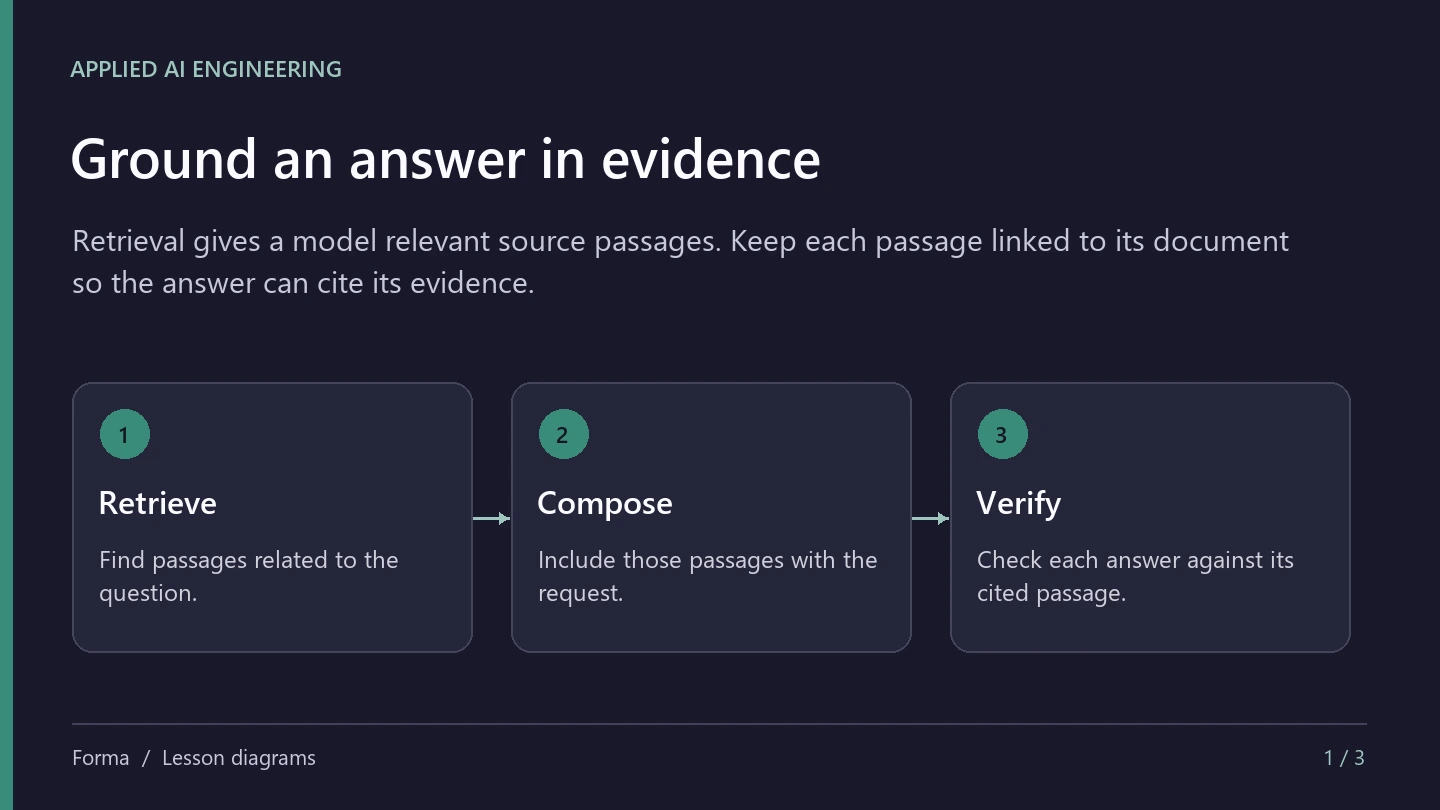 APPLIED AI ENGINEERING
Ground an answer in evidence
Retrieval gives a model relevant source passages. Keep each passage linked to its document
so the answer can cite its evidence.
1
Retrieve
Find passages related to the
question.
2
Compose
Include those passages with the
request.
3
Verify
Check each answer against its
cited passage.
Forma / Lesson diagrams
1 / 3